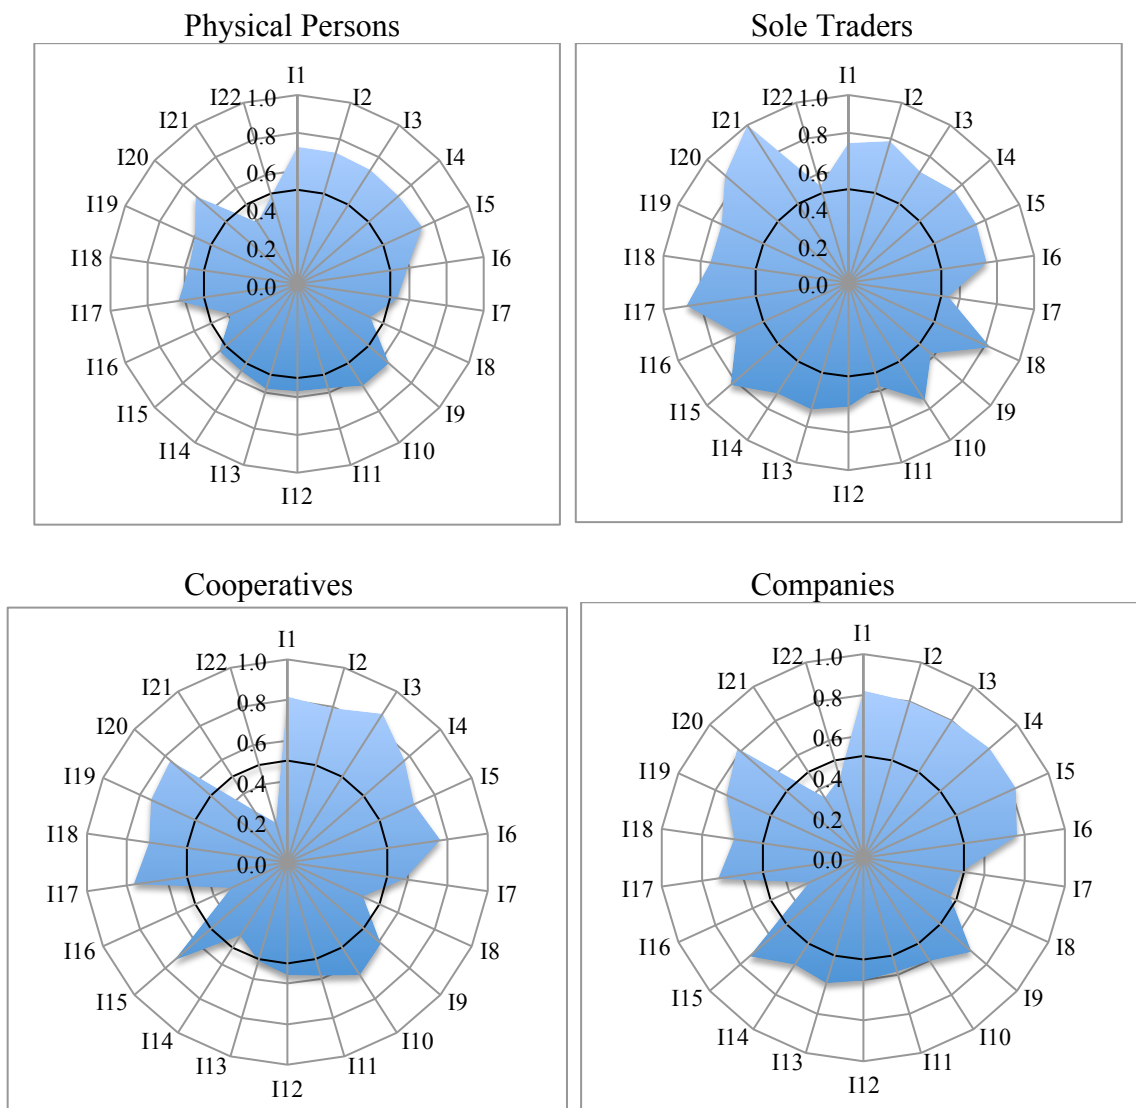 Physical Persons
I1
I2
I3
I4
I5
I6
I7
I8
I9
I10
I11
I12
I13
I14
I15
I16
I17
I18
I19
I20
I21
I22
1.0
0.8
0.6
0.4
0.2
0.0
Sole Traders
I1
I2
I3
I4
I5
I6
I7
I8
I9
I10
I11
I12
I13
I14
I15
I16
I17
I18
I19
I20
I21
I22
1.0
0.8
0.6
0.4
0.2
0.0
Cooperatives
I1
I2
I3
I4
I5
I6
I7
I8
I9
I10
I11
I12
I13
I14
I15
I16
I17
I18
I19
I20
I21
I22
1.0
0.8
0.6
0.4
0.2
0.0
Companies
I1
I2
I3
I4
I5
I6
I7
I8
I9
I10
I11
I12
I13
I14
I15
I16
I17
I18
I19
I20
I21
I22
1.0
0.8
0.6
0.4
0.2
0.0